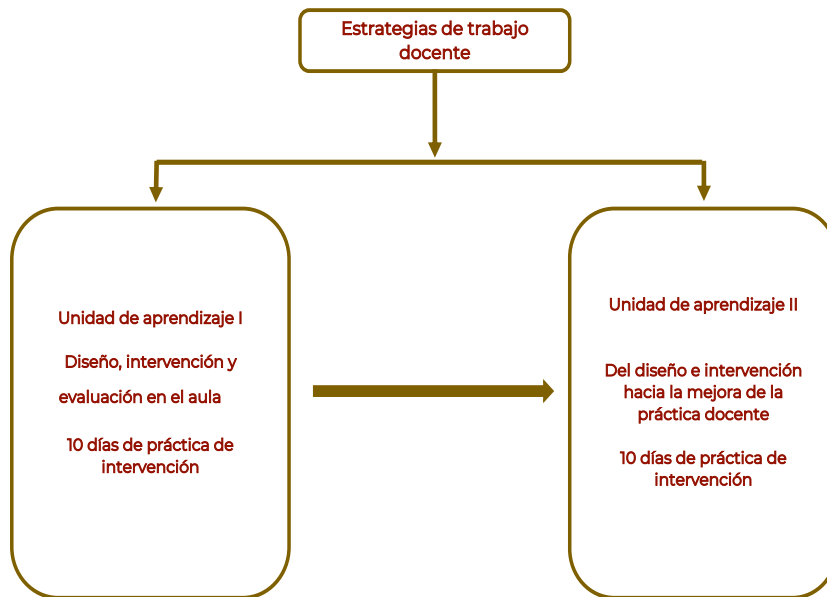 Estrategias de trabajo
docente
Unidad de aprendizaje I
Diseño, intervención y
evaluación en el aula
10 días de práctica de
intervención
Unidad de aprendizaje II
Del diseño e intervención
hacia la mejora de la
práctica docente
10 días de práctica de
intervención